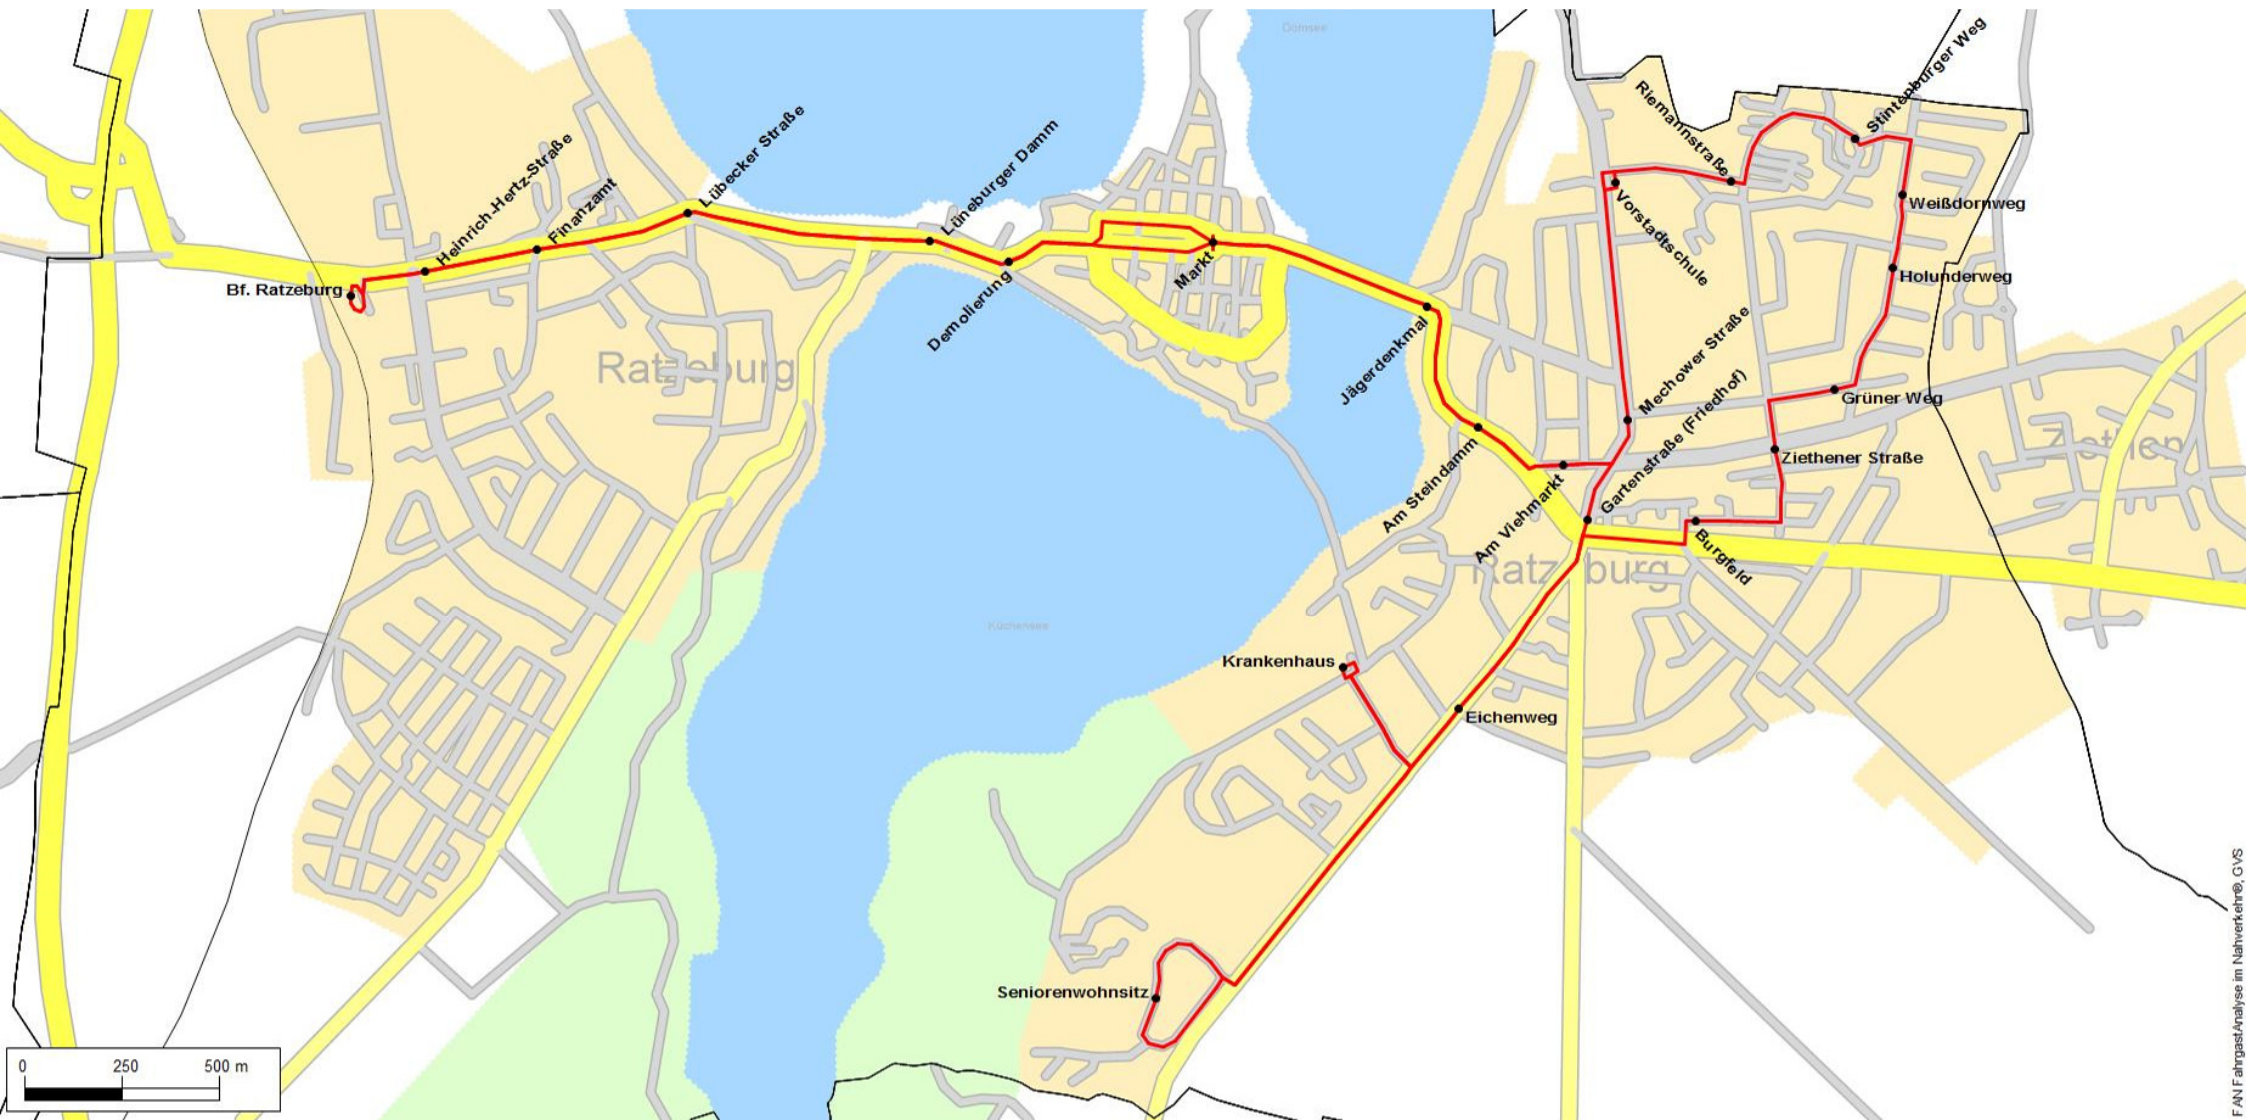 Domsee
Stintenburger Weg
Riemannstraße
Lübecker Straße
Lüneburger Damm
Heinrich-Hertz-Straße
Finanzamt
Vorstadtschule
Weißdornweg
Holunderweg
Bf. Ratzeburg
Markt
Demolierung
Jägerdenkmal
Mechower Straße
Ratzeburg
Gartenstraße (Friedhof)
Grüner Weg
Ziethen
Ziethener Straße
Am Steindamm
Am Viehmarkt
Burgfeld
Ratzeburg
Küchensee
Krankenhaus
Eichenweg
Seniorenwohnsitz
0 250 500 m
FAN FahrgastAnalyse im Nahverkehr®, GVS